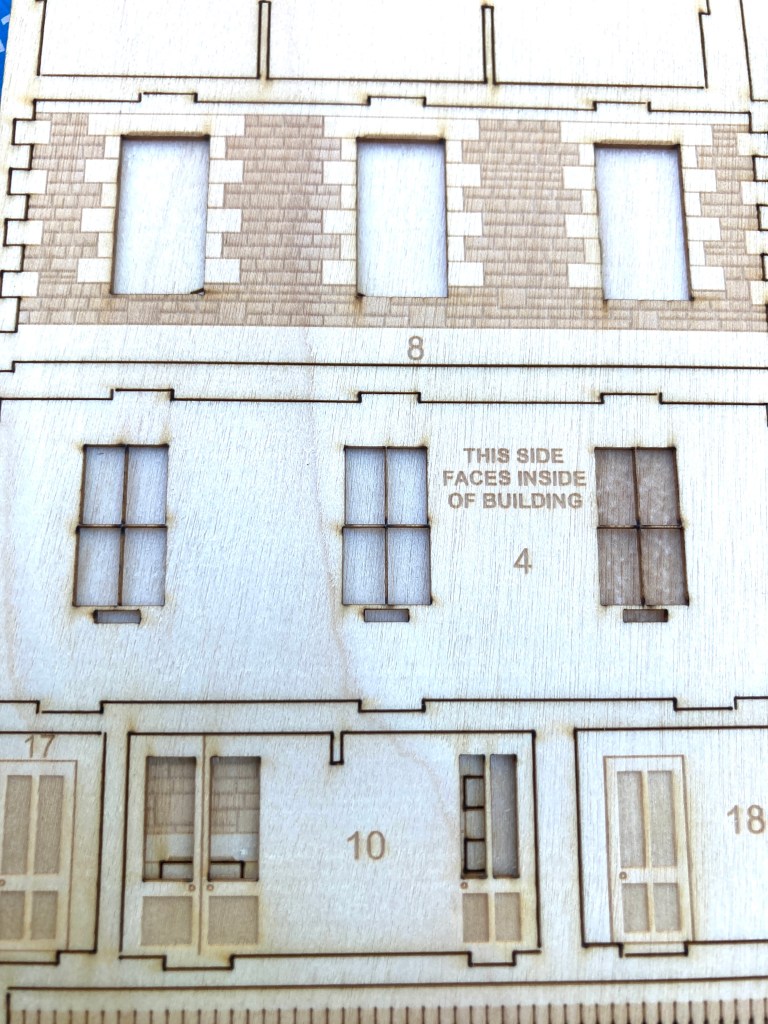 8
THIS SIDE
FACES INSIDE
OF BUILDING
4
17
10
18